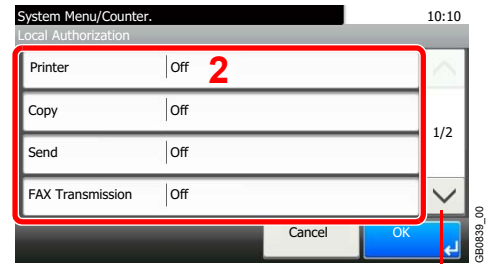 System Menu/Counter. 10:10
Local Authorization
Printer Off 2
Copy Off
1/2
Send Off
FAX Transmission Off
Cancel OK
GB0839_00